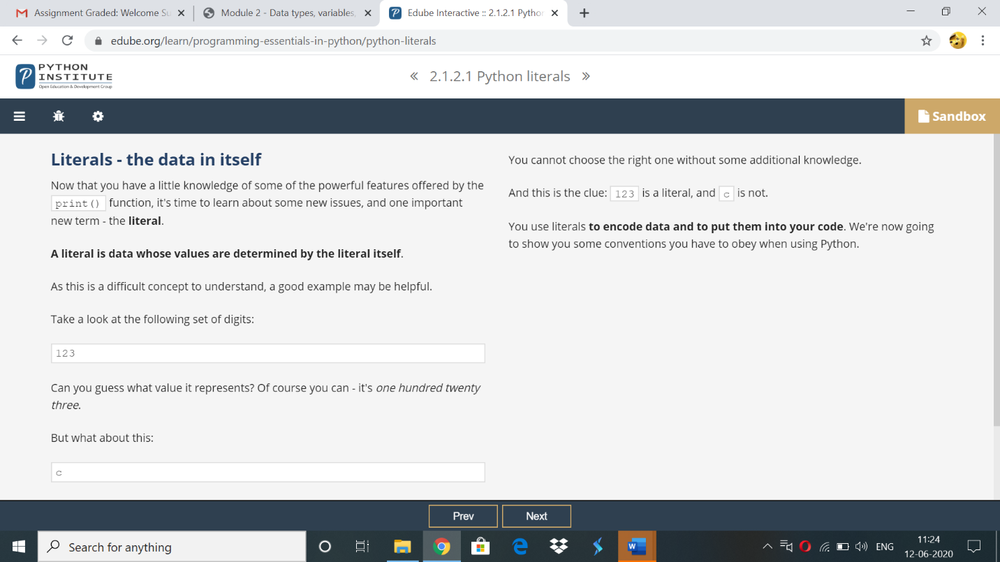 Assignment Graded: Welcome Su
Module 2 - Data types, variables,
Edube Interactive :: 2.1.2.1 Python
edube.org/learn/programming-essentials-in-python/python-literals
PYTHON
INSTITUTE
Open Education & Development Group
« 2.1.2.1 Python literals »
Sandbox
Literals - the data in itself
Now that you have a little knowledge of some of the powerful features offered by the
print() function, it's time to learn about some new issues, and one important
new term - the literal.
A literal is data whose values are determined by the literal itself.
As this is a difficult concept to understand, a good example may be helpful.
Take a look at the following set of digits:
123
Can you guess what value it represents? Of course you can - it's one hundred twenty
three.
But what about this:
c
You cannot choose the right one without some additional knowledge.
And this is the clue: 123 is a literal, and c is not.
You use literals to encode data and to put them into your code. We're now going
to show you some conventions you have to obey when using Python.
Prev
Next
Search for anything
ENG
11:24
12-06-2020